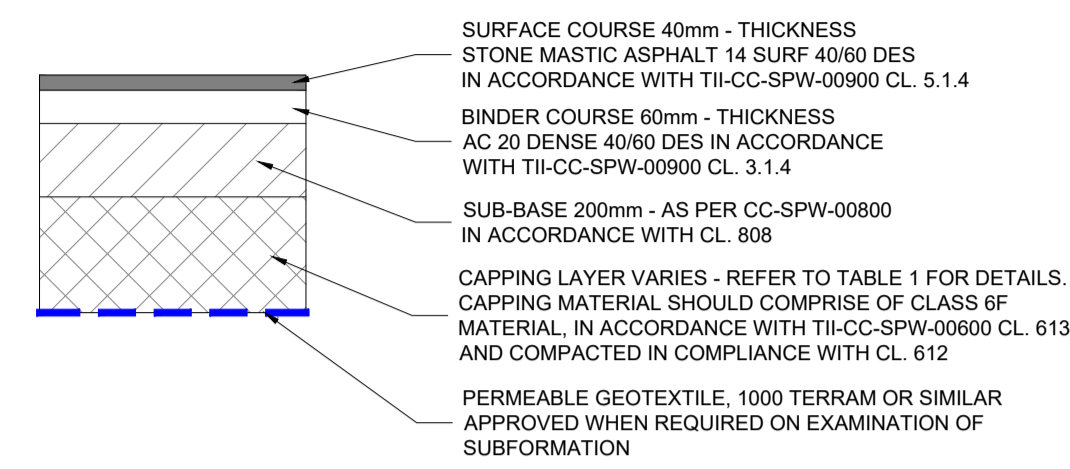 SURFACE COURSE 40mm - THICKNESS
STONE MASTIC ASPHALT 14 SURF 40/60 DES
IN ACCORDANCE WITH TII-CC-SPW-00900 CL. 5.1.4
BINDER COURSE 60mm - THICKNESS
AC 20 DENSE 40/60 DES IN ACCORDANCE
WITH TII-CC-SPW-00900 CL. 3.1.4
SUB-BASE 200mm - AS PER CC-SPW-00800
IN ACCORDANCE WITH CL. 808
CAPPING LAYER VARIES - REFER TO TABLE 1 FOR DETAILS.
CAPPING MATERIAL SHOULD COMPRISE OF CLASS 6F
MATERIAL, IN ACCORDANCE WITH TII-CC-SPW-00600 CL. 613
AND COMPACTED IN COMPLIANCE WITH CL. 612
PERMEABLE GEOTEXTILE, 1000 TERRAM OR SIMILAR
APPROVED WHEN REQUIRED ON EXAMINATION OF
SUBFORMATION